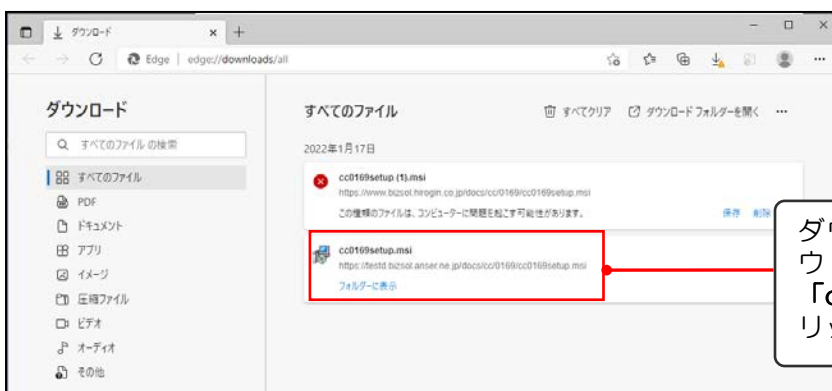 ダウンロード
Edge | edge://downloads/all
ダウンロード
すべてのファイル の検索
すべてのファイル
PDF
ドキュメント
アプリ
イメージ
圧縮ファイル
ビデオ
オーディオ
その他
すべてのファイル
すべてクリア
ダウンロード フォルダーを開く
2022年1月17日
cc0169setup (1).msi
https://www.bizsol.hirogin.co.jp/docs/cc/0169/cc0169setup.msi
この種類のファイルは、コンピューターに問題を起こす可能性があります。
保存 削除
cc0169setup.msi
https://testd.bizsol.anser.ne.jp/docs/cc/0169/cc0169setup.msi
フォルダーに表示